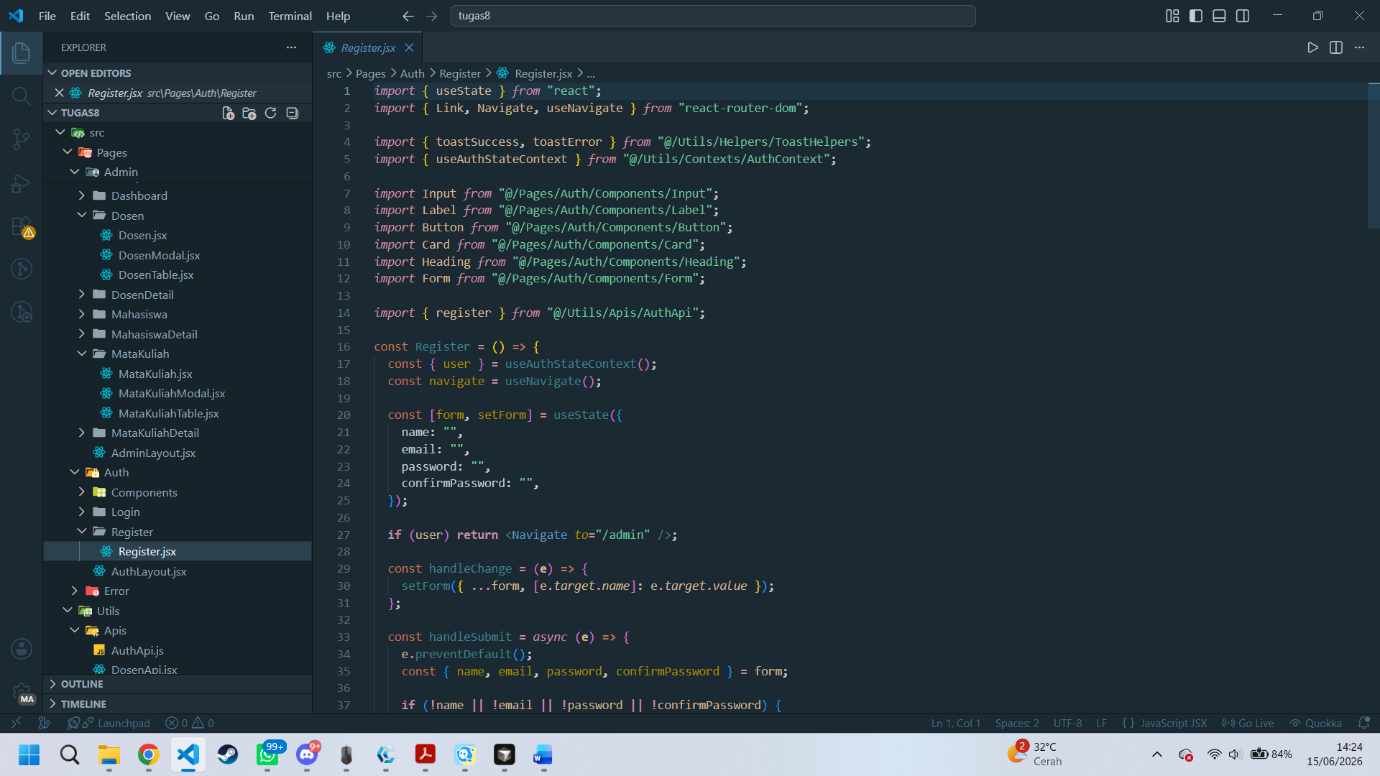 File Edit Selection View Go Run Terminal Help
tugas8
EXPLORER
OPEN EDITORS
Register.jsx src\Pages\Auth\Register
TUGAS8
src
Pages
Admin
Dashboard
Dosen
Dosen.jsx
DosenModal.jsx
DosenTable.jsx
DosenDetail
Mahasiswa
MahasiswaDetail
MataKuliah
MataKuliah.jsx
MataKuliahModal.jsx
MataKuliahTable.jsx
MataKuliahDetail
AdminLayout.jsx
Auth
Components
Login
Register
Register.jsx
AuthLayout.jsx
Error
Utils
Apis
AuthApi.js
DosenApi.jsx
OUTLINE
TIMELINE
MA
Register.jsx
src > Pages > Auth > Register > Register.jsx > ...
1 import { useState } from "react";
2 import { Link, Navigate, useNavigate } from "react-router-dom";
3
4 import { toastSuccess, toastError } from "@/Utils/Helpers/ToastHelpers";
5 import { useAuthStateContext } from "@/Utils/Contexts/AuthContext";
6
7 import Input from "@/Pages/Auth/Components/Input";
8 import Label from "@/Pages/Auth/Components/Label";
9 import Button from "@/Pages/Auth/Components/Button";
10 import Card from "@/Pages/Auth/Components/Card";
11 import Heading from "@/Pages/Auth/Components/Heading";
12 import Form from "@/Pages/Auth/Components/Form";
13
14 import { register } from "@/Utils/Apis/AuthApi";
15
16 const Register = () => {
17 const { user } = useAuthStateContext();
18 const navigate = useNavigate();
19
20 const [form, setForm] = useState({
21 name: "",
22 email: "",
23 password: "",
24 confirmPassword: "",
25 });
26
27 if (user) return <Navigate to="/admin" />;
28
29 const handleChange = (e) => {
30 setForm({ ...form, [e.target.name]: e.target.value });
31 };
32
33 const handleSubmit = async (e) => {
34 e.preventDefault();
35 const { name, email, password, confirmPassword } = form;
36
37 if (!name || !email || !password || !confirmPassword) {
Launchpad 0 0 Ln 1, Col 1 Spaces: 2 UTF-8 LF { } JavaScript JSX Go Live Quokka
99+ 9+ 2 32°C 84% 14:24
Cerah 15/06/2026